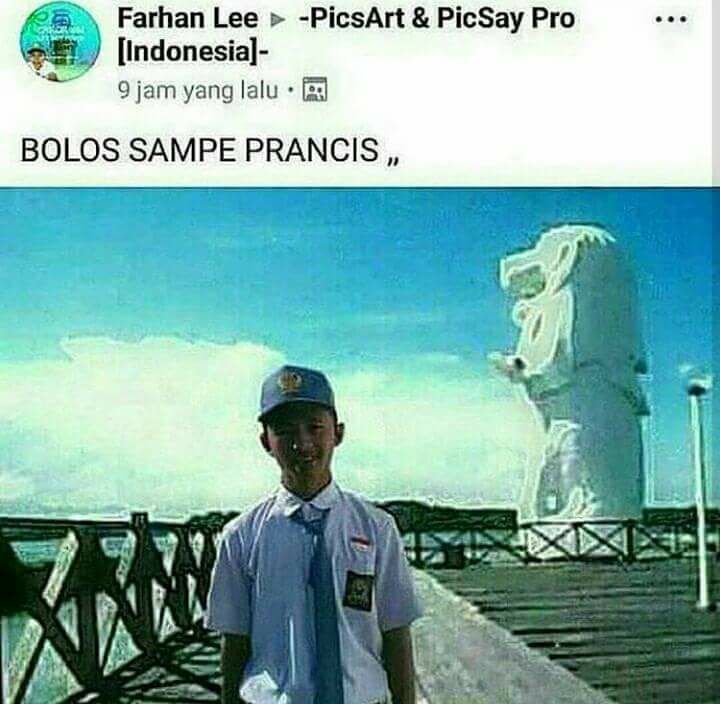 Farhan Lee ▸ -PicsArt & PicSay Pro
[Indonesia]-
9 jam yang lalu •
BOLOS SAMPE PRANCIS ,,